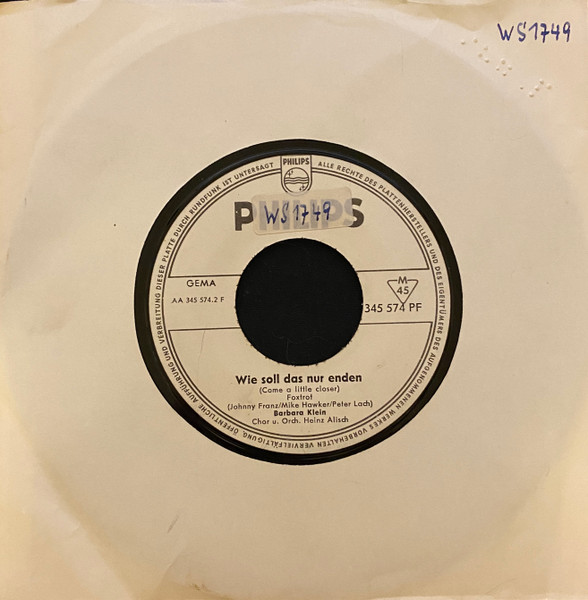 WS1749
PHILIPS
ALLE RECHTE DES PLATTENHERSTELLERS UND DES EIGENTÜMERS DES AUFGENOMMENEN WERKES VORBEHALTEN VERVIELFÄLTIGUNG, ÖFFENTLICHE AUFFÜHRUNG UND VERBREITUNG DIESER PLATTE DURCH RUNDFUNK IST UNTERSAGT
PHILIPS
WS1749
GEMA
M
45
AA 345 574.2 F
345 574 PF
Wie soll das nur enden
(Come a little closer)
Foxtrot
(Johnny Franz/Mike Hawker/Peter Lach)
Barbara Klein
Chor u. Orch. Heinz Alisch